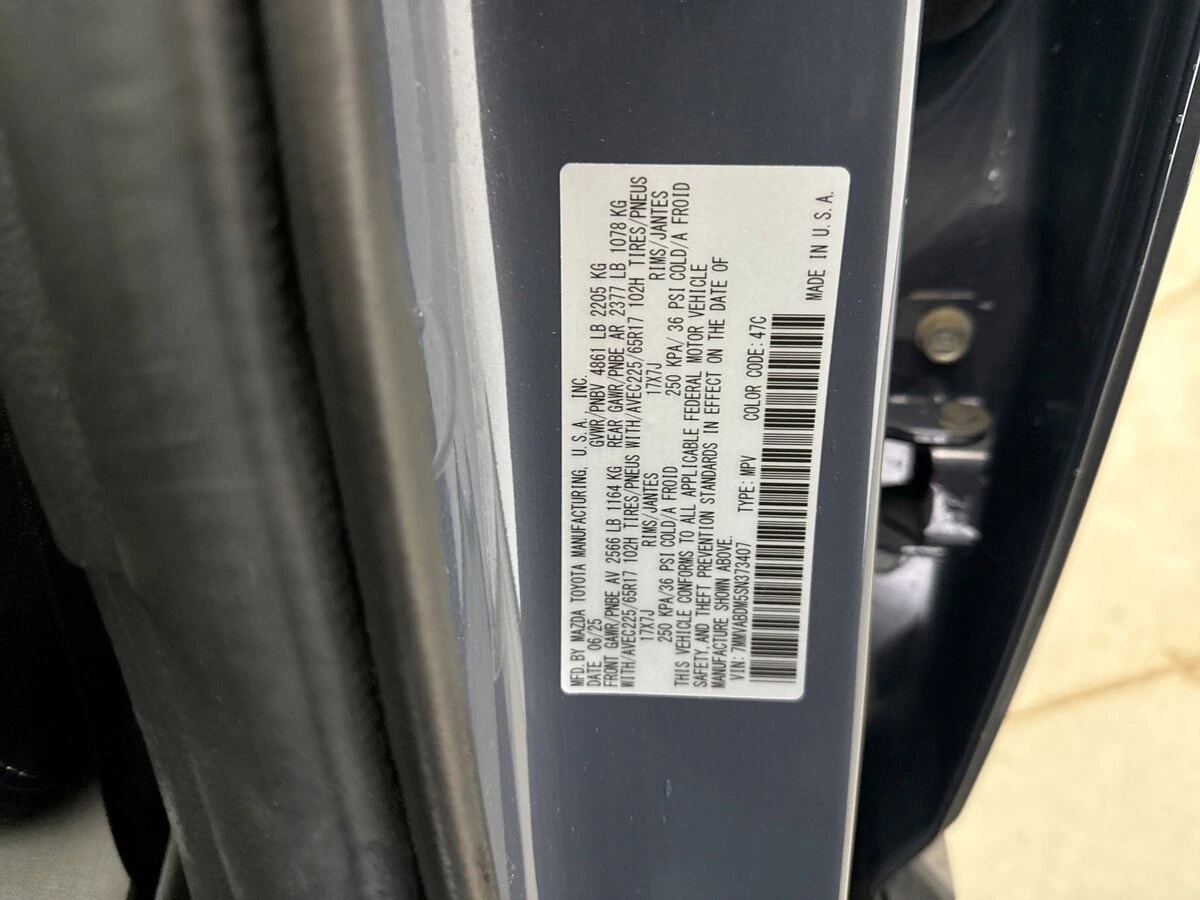 MFD.BY MAZDA TOYOTA MANUFACTURING, U.S.A., INC.
DATE 06/25 GVWR/PNBV 4861 LB 2205 KG
FRONT GAWR/PNBE AV 2566 LB 1164 KG REAR GAWR/PNBE AR 2377 LB 1078 KG
WITH/AVEC225/65R17 102H TIRES/PNEUS WITH/AVEC225/65R17 102H TIRES/PNEUS
17X7J RIMS/JANTES 17X7J RIMS/JANTES
250 KPA/36 PSI COLD/A FROID 250 KPA/ 36 PSI COLD/A FROID
THIS VEHICLE CONFORMS TO ALL APPLICABLE FEDERAL MOTOR VEHICLE
SAFETY, AND THEFT PREVENTION STANDARDS IN EFFECT ON THE DATE OF
MANUFACTURE SHOWN ABOVE.
VIN: 7MMVABDM5SN373407 TYPE: MPV COLOR CODE: 47C
MADE IN U.S.A.